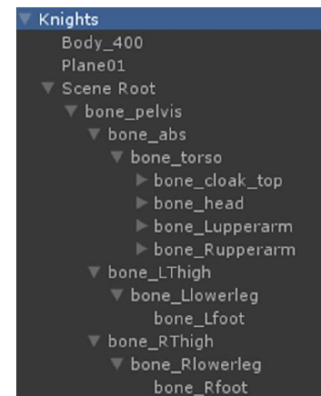 Knights
Body_400
Plane01
Scene Root
bone_pelvis
bone_abs
bone_torso
bone_cloak_top
bone_head
bone_Lupperarm
bone_Rupperarm
bone_LThigh
bone_Llowerleg
bone_Lfoot
bone_RThigh
bone_Rlowerleg
bone_Rfoot